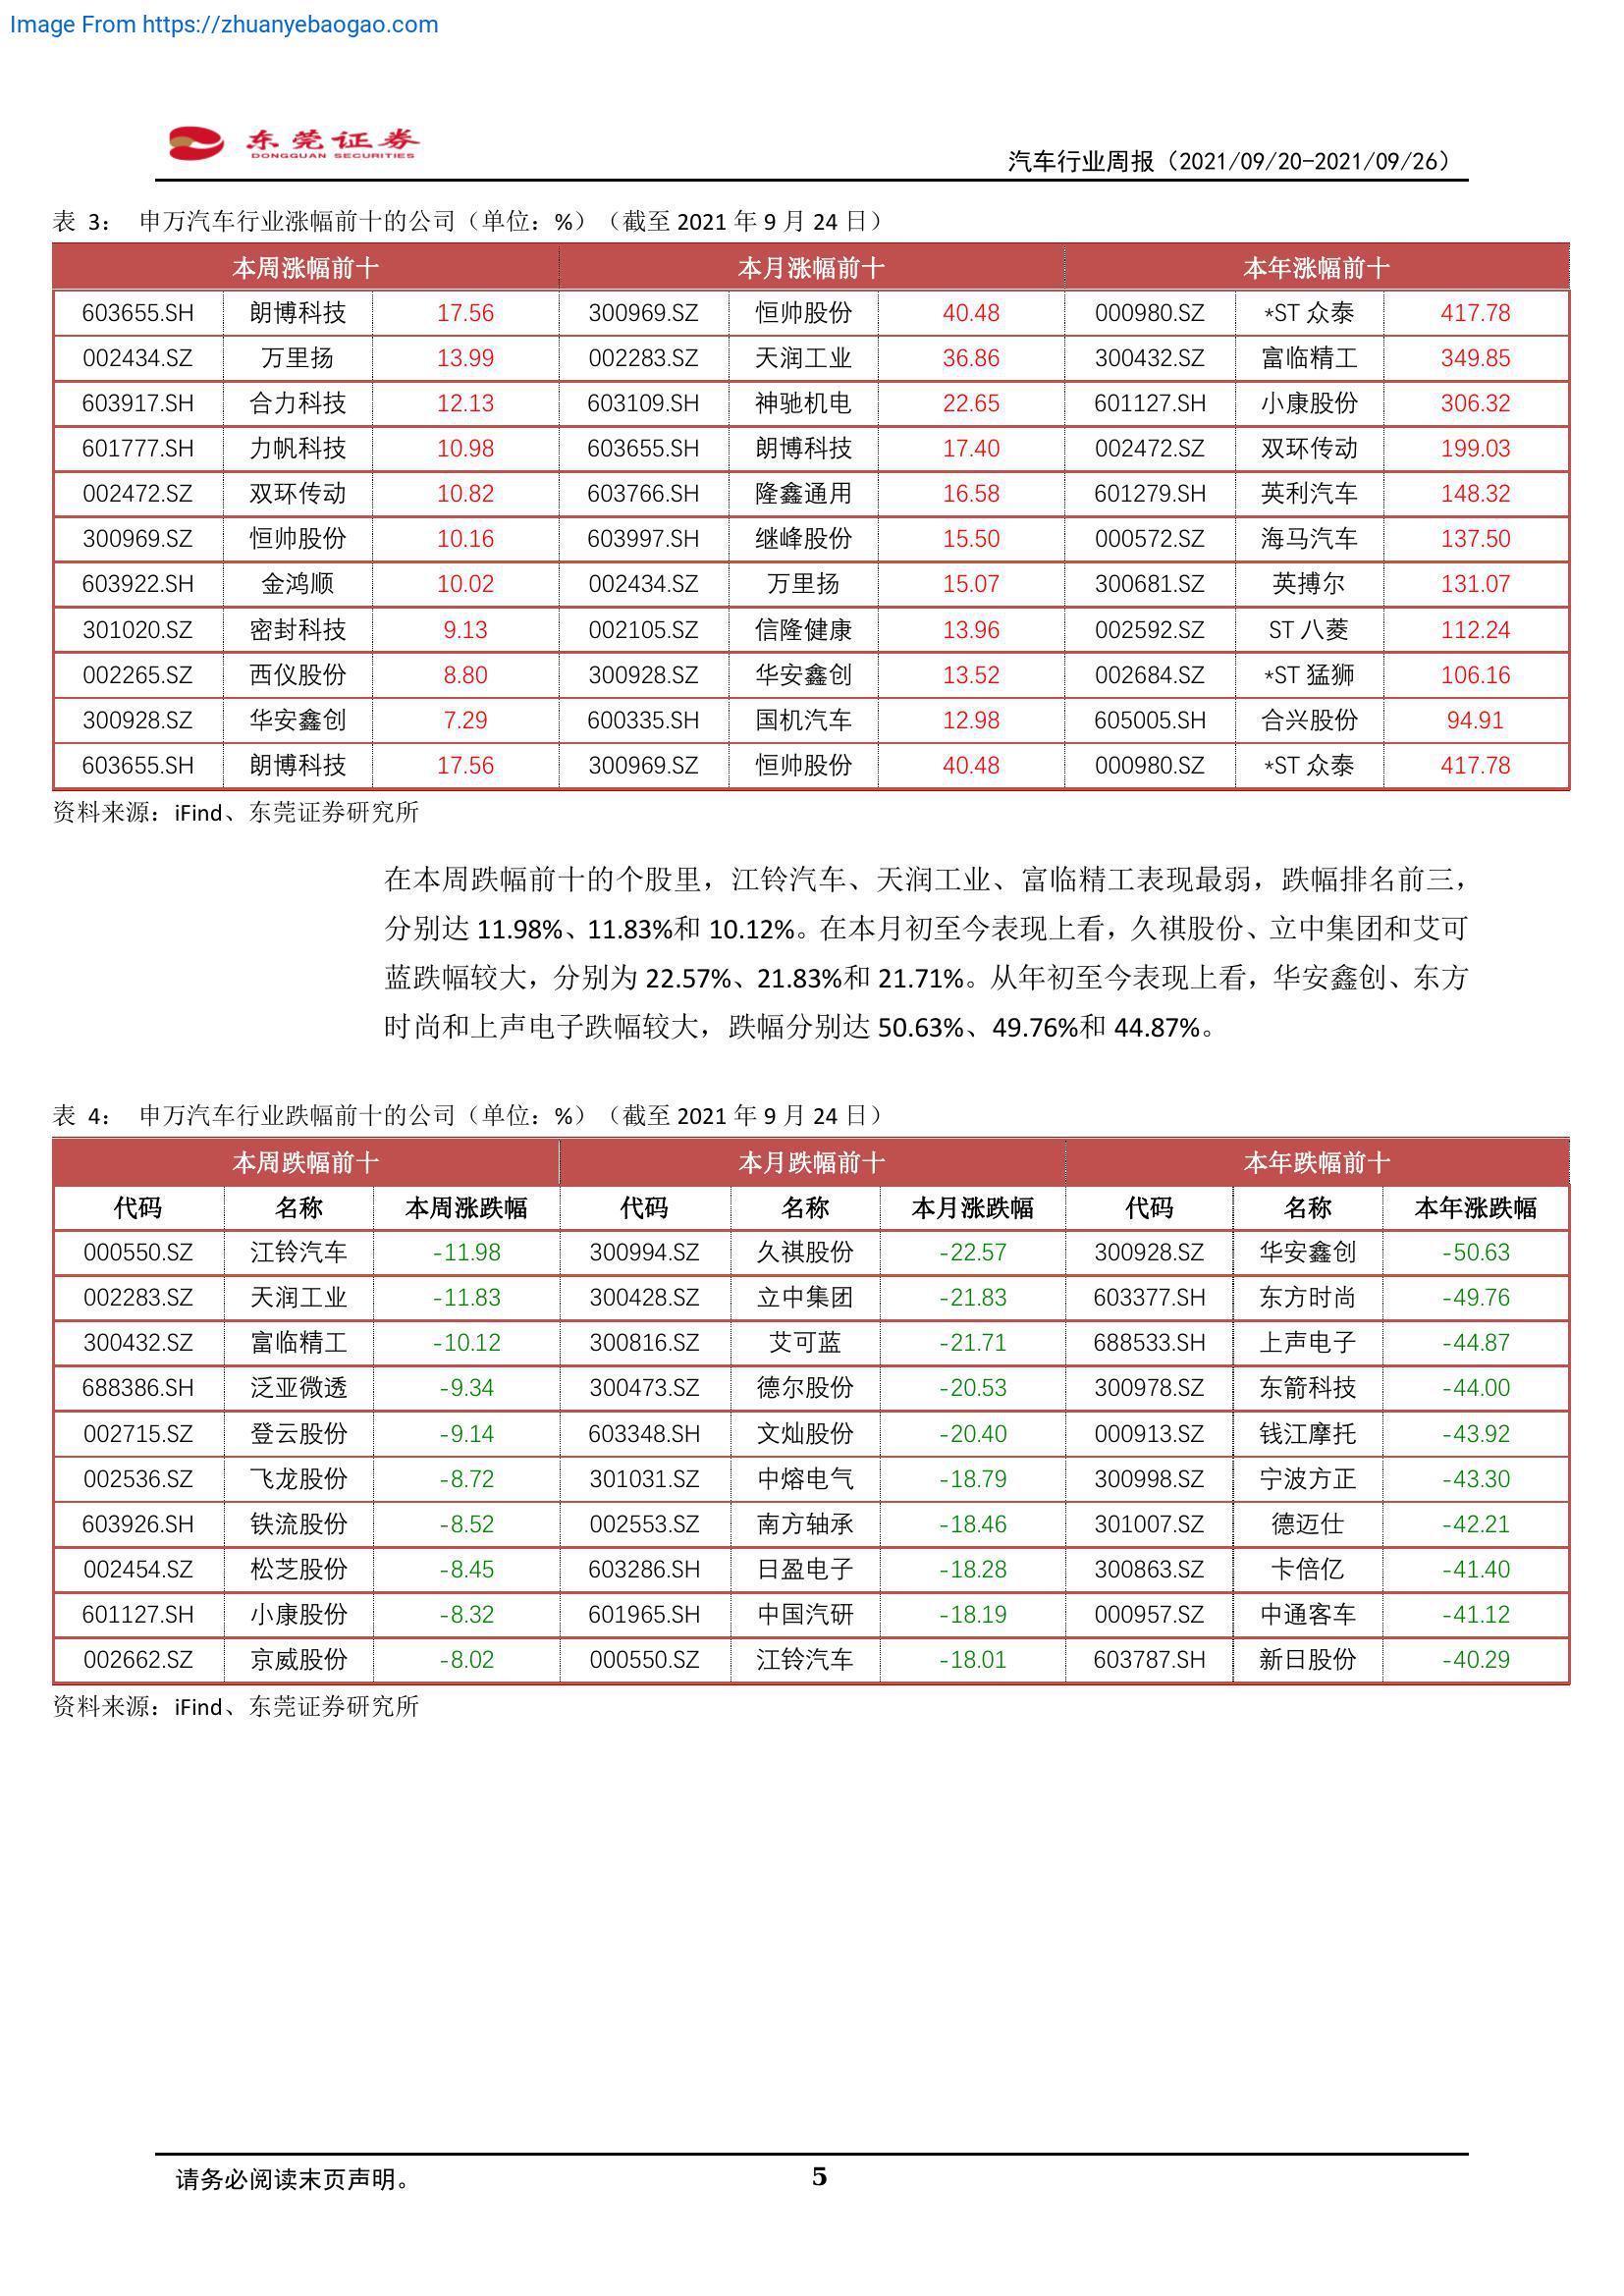 Image From https://zhuanyebaogao.com
东莞证券
DONGGUAN SECURITIES
汽车行业周报（2021/09/20-2021/09/26）
表 3： 申万汽车行业涨幅前十的公司（单位：%）（截至 2021 年 9 月 24 日）
本周涨幅前十 本月涨幅前十 本年涨幅前十
603655.SH 朗博科技 17.56 300969.SZ 恒帅股份 40.48 000980.SZ *ST 众泰 417.78
002434.SZ 万里扬 13.99 002283.SZ 天润工业 36.86 300432.SZ 富临精工 349.85
603917.SH 合力科技 12.13 603109.SH 神驰机电 22.65 601127.SH 小康股份 306.32
601777.SH 力帆科技 10.98 603655.SH 朗博科技 17.40 002472.SZ 双环传动 199.03
002472.SZ 双环传动 10.82 603766.SH 隆鑫通用 16.58 601279.SH 英利汽车 148.32
300969.SZ 恒帅股份 10.16 603997.SH 继峰股份 15.50 000572.SZ 海马汽车 137.50
603922.SH 金鸿顺 10.02 002434.SZ 万里扬 15.07 300681.SZ 英搏尔 131.07
301020.SZ 密封科技 9.13 002105.SZ 信隆健康 13.96 002592.SZ ST 八菱 112.24
002265.SZ 西仪股份 8.80 300928.SZ 华安鑫创 13.52 002684.SZ *ST 猛狮 106.16
300928.SZ 华安鑫创 7.29 600335.SH 国机汽车 12.98 605005.SH 合兴股份 94.91
603655.SH 朗博科技 17.56 300969.SZ 恒帅股份 40.48 000980.SZ *ST 众泰 417.78
资料来源：iFind、东莞证券研究所
在本周跌幅前十的个股里，江铃汽车、天润工业、富临精工表现最弱，跌幅排名前三，
分别达 11.98%、11.83%和 10.12%。在本月初至今表现上看，久祺股份、立中集团和艾可
蓝跌幅较大，分别为 22.57%、21.83%和 21.71%。从年初至今表现上看，华安鑫创、东方
时尚和上声电子跌幅较大，跌幅分别达 50.63%、49.76%和 44.87%。
表 4： 申万汽车行业跌幅前十的公司（单位：%）（截至 2021 年 9 月 24 日）
本周跌幅前十 本月跌幅前十 本年跌幅前十
代码 名称 本周涨跌幅 代码 名称 本月涨跌幅 代码 名称 本年涨跌幅
000550.SZ 江铃汽车 -11.98 300994.SZ 久祺股份 -22.57 300928.SZ 华安鑫创 -50.63
002283.SZ 天润工业 -11.83 300428.SZ 立中集团 -21.83 603377.SH 东方时尚 -49.76
300432.SZ 富临精工 -10.12 300816.SZ 艾可蓝 -21.71 688533.SH 上声电子 -44.87
688386.SH 泛亚微透 -9.34 300473.SZ 德尔股份 -20.53 300978.SZ 东箭科技 -44.00
002715.SZ 登云股份 -9.14 603348.SH 文灿股份 -20.40 000913.SZ 钱江摩托 -43.92
002536.SZ 飞龙股份 -8.72 301031.SZ 中熔电气 -18.79 300998.SZ 宁波方正 -43.30
603926.SH 铁流股份 -8.52 002553.SZ 南方轴承 -18.46 301007.SZ 德迈仕 -42.21
002454.SZ 松芝股份 -8.45 603286.SH 日盈电子 -18.28 300863.SZ 卡倍亿 -41.40
601127.SH 小康股份 -8.32 601965.SH 中国汽研 -18.19 000957.SZ 中通客车 -41.12
002662.SZ 京威股份 -8.02 000550.SZ 江铃汽车 -18.01 603787.SH 新日股份 -40.29
资料来源：iFind、东莞证券研究所
请务必阅读末页声明。 5